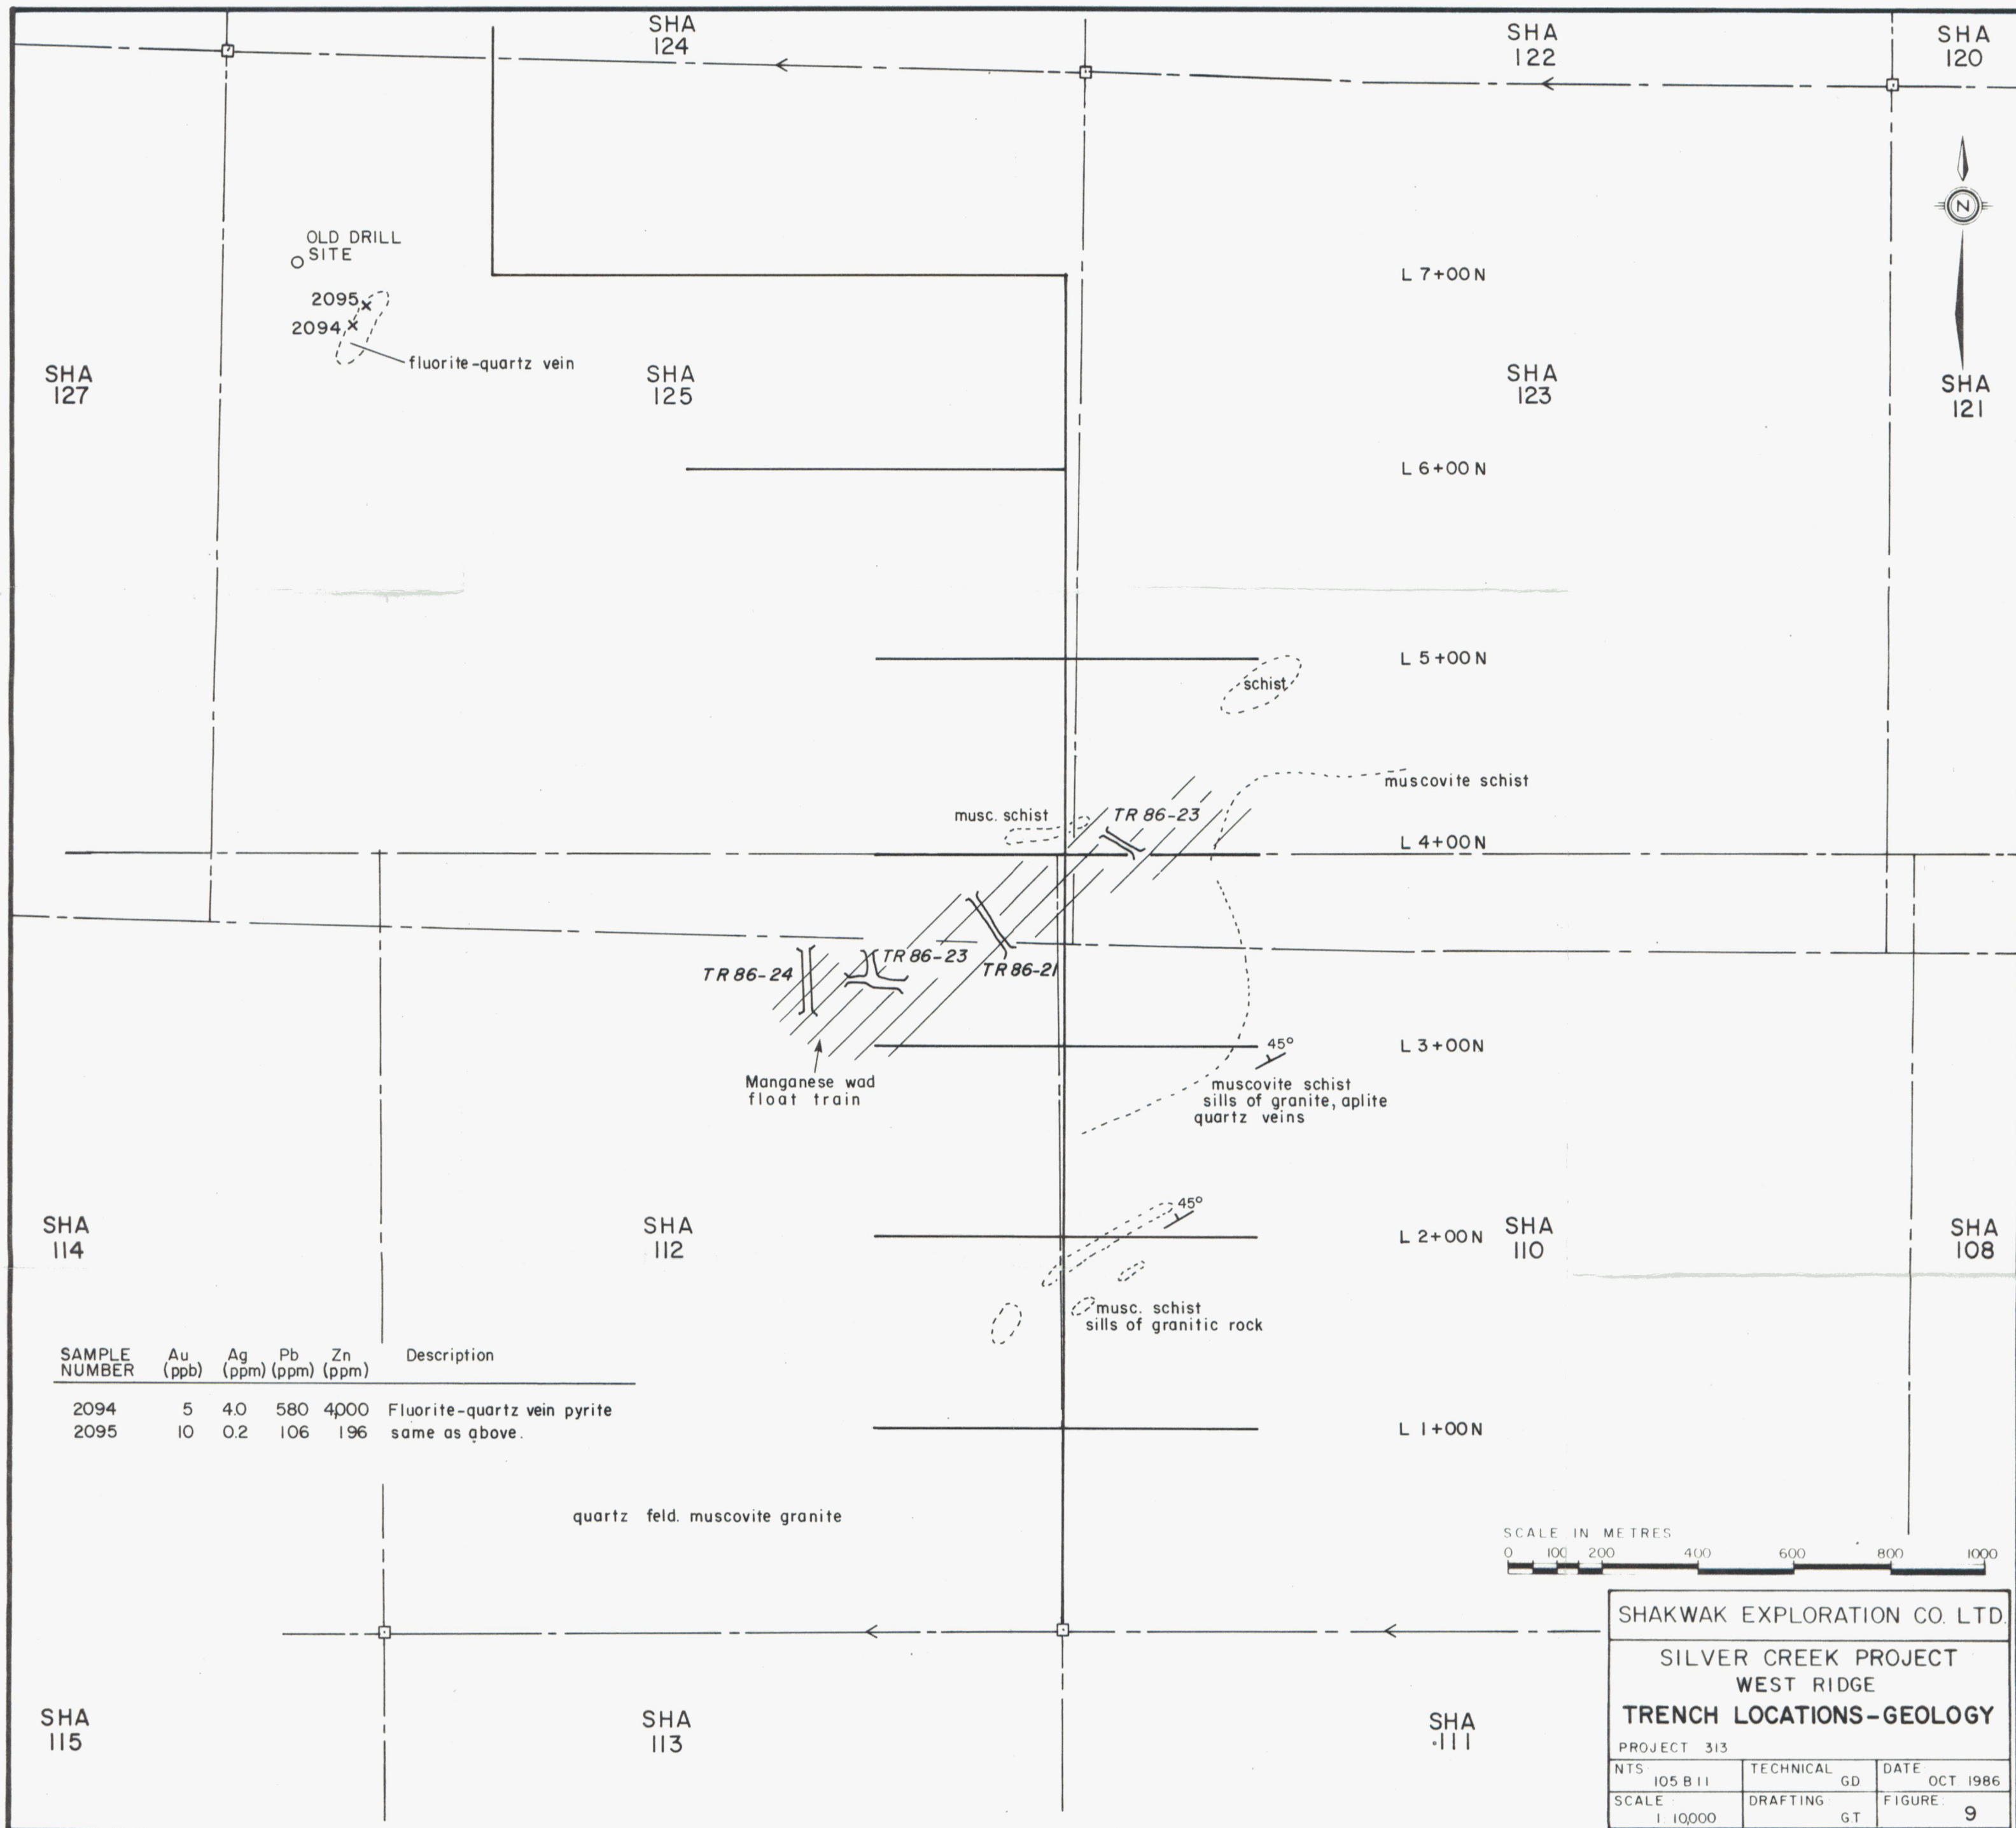 SHA
124
SHA
122
SHA
120
N
OLD DRILL
SITE
2095
2094
fluorite-quartz vein
L 7+00 N
SHA
127
SHA
125
SHA
123
SHA
121
L 6+00 N
L 5+00 N
schist
muscovite schist
musc. schist
TR 86-23
L 4+00 N
TR 86-24
TR 86-23
TR 86-21
L 3+00N
45°
Manganese wad
float train
muscovite schist
sills of granite, aplite
quartz veins
45°
SHA
114
SHA
112
L 2+00 N
SHA
110
SHA
108
musc. schist
sills of granitic rock
SAMPLE NUMBER Au (ppb) Ag (ppm) Pb (ppm) Zn (ppm) Description
2094 5 4.0 580 4,000 Fluorite-quartz vein pyrite
2095 10 0.2 106 196 same as above.
L 1+00 N
quartz feld. muscovite granite
SCALE IN METRES
0 100 200 400 600 800 1000
SHA
115
SHA
113
SHA
111
SHAKWAK EXPLORATION CO. LTD.
SILVER CREEK PROJECT
WEST RIDGE
TRENCH LOCATIONS-GEOLOGY
PROJECT 313
NTS 105 B 11 TECHNICAL GD DATE OCT 1986
SCALE 1 10,000 DRAFTING GT FIGURE: 9